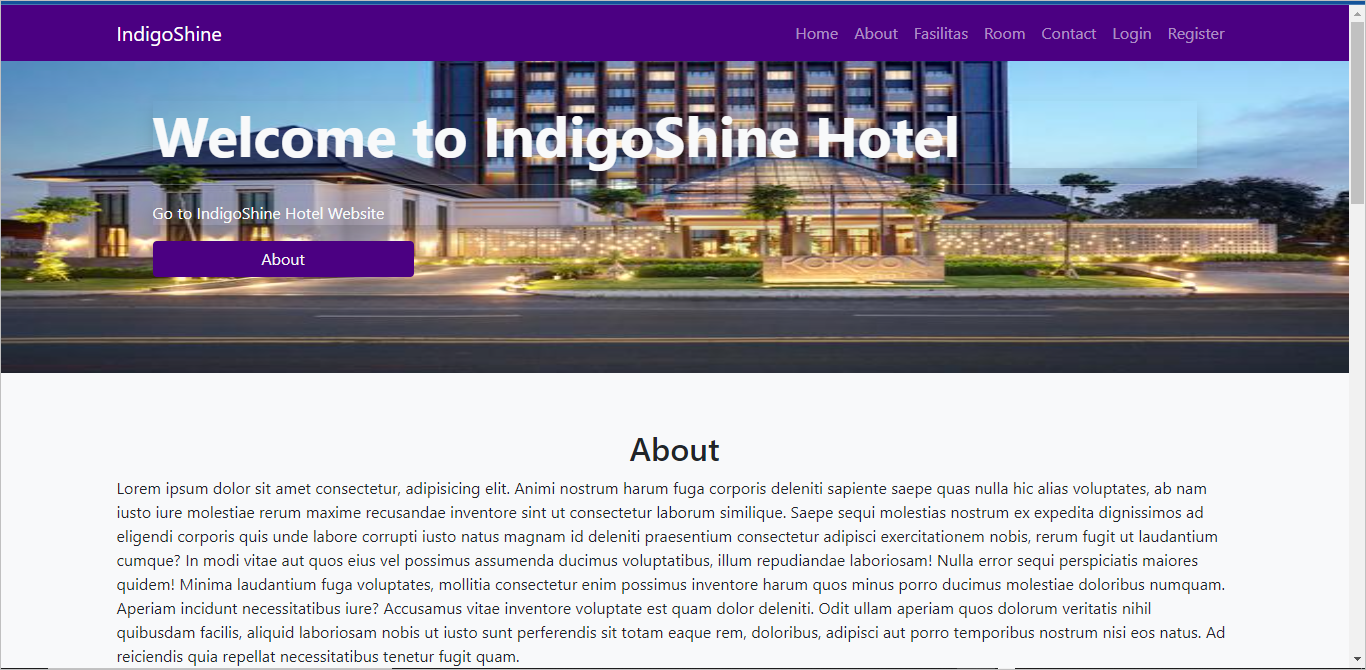 IndigoShine
Home About Fasilitas Room Contact Login Register
Welcome to IndigoShine Hotel
Go to IndigoShine Hotel Website
About
KOKOON
About
Lorem ipsum dolor sit amet consectetur, adipisicing elit. Animi nostrum harum fuga corporis deleniti sapiente saepe quas nulla hic alias voluptates, ab nam
iusto iure molestiae rerum maxime recusandae inventore sint ut consectetur laborum similique. Saepe sequi molestias nostrum ex expedita dignissimos ad
eligendi corporis quis unde labore corrupti iusto natus magnam id deleniti praesentium consectetur adipisci exercitationem nobis, rerum fugit ut laudantium
cumque? In modi vitae aut quos eius vel possimus assumenda ducimus voluptatibus, illum repudiandae laboriosam! Nulla error sequi perspiciatis maiores
quidem! Minima laudantium fuga voluptates, mollitia consectetur enim possimus inventore harum quos minus porro ducimus molestiae doloribus numquam.
Aperiam incidunt necessitatibus iure? Accusamus vitae inventore voluptate est quam dolor deleniti. Odit ullam aperiam quos dolorum veritatis nihil
quibusdam facilis, aliquid laboriosam nobis ut iusto sunt perferendis sit totam eaque rem, doloribus, adipisci aut porro temporibus nostrum nisi eos natus. Ad
reiciendis quia repellat necessitatibus tenetur fugit quam.